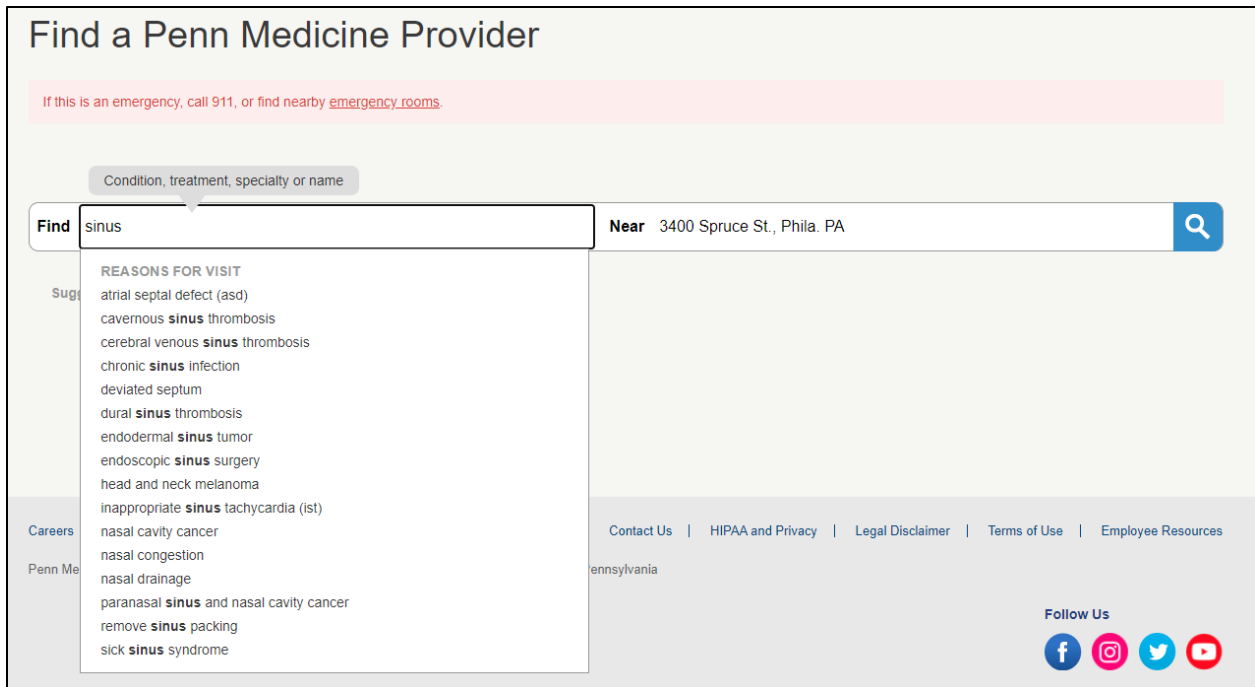 Find a Penn Medicine Provider
If this is an emergency, call 911, or find nearby emergency rooms.
Condition, treatment, specialty or name
Find sinus Near 3400 Spruce St., Phila. PA
REASONS FOR VISIT
atrial septal defect (asd)
cavernous sinus thrombosis
cerebral venous sinus thrombosis
chronic sinus infection
deviated septum
dural sinus thrombosis
endodermal sinus tumor
endoscopic sinus surgery
head and neck melanoma
inappropriate sinus tachycardia (ist)
nasal cavity cancer
nasal congestion
nasal drainage
paranasal sinus and nasal cavity cancer
remove sinus packing
sick sinus syndrome
Careers Contact Us | HIPAA and Privacy | Legal Disclaimer | Terms of Use | Employee Resources
Penn
Follow Us